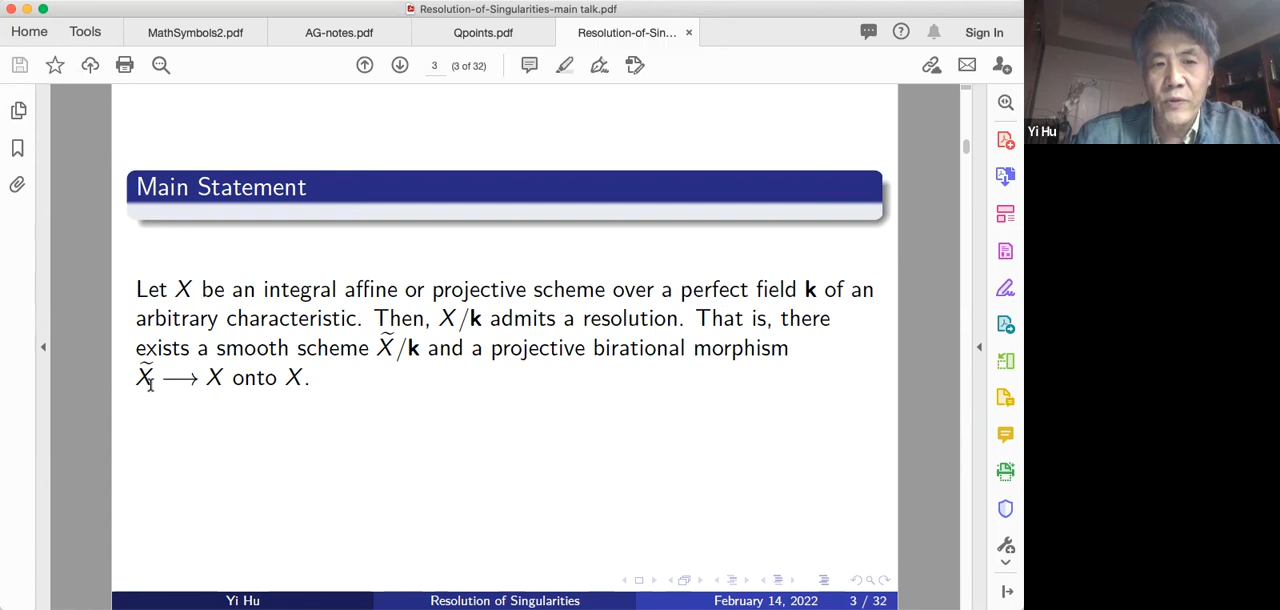 Resolution-of-Singularities-main talk.pdf
Home Tools MathSymbols2.pdf AG-notes.pdf Qpoints.pdf Resolution-of-Sin... × Sign In
3 (3 of 32)
Yi Hu
Main Statement
Let X be an integral affine or projective scheme over a perfect field k of an
arbitrary characteristic. Then, X/k admits a resolution. That is, there
exists a smooth scheme X̃/k and a projective birational morphism
X̃ ⟶ X onto X.
Yi Hu Resolution of Singularities February 14, 2022 3 / 32